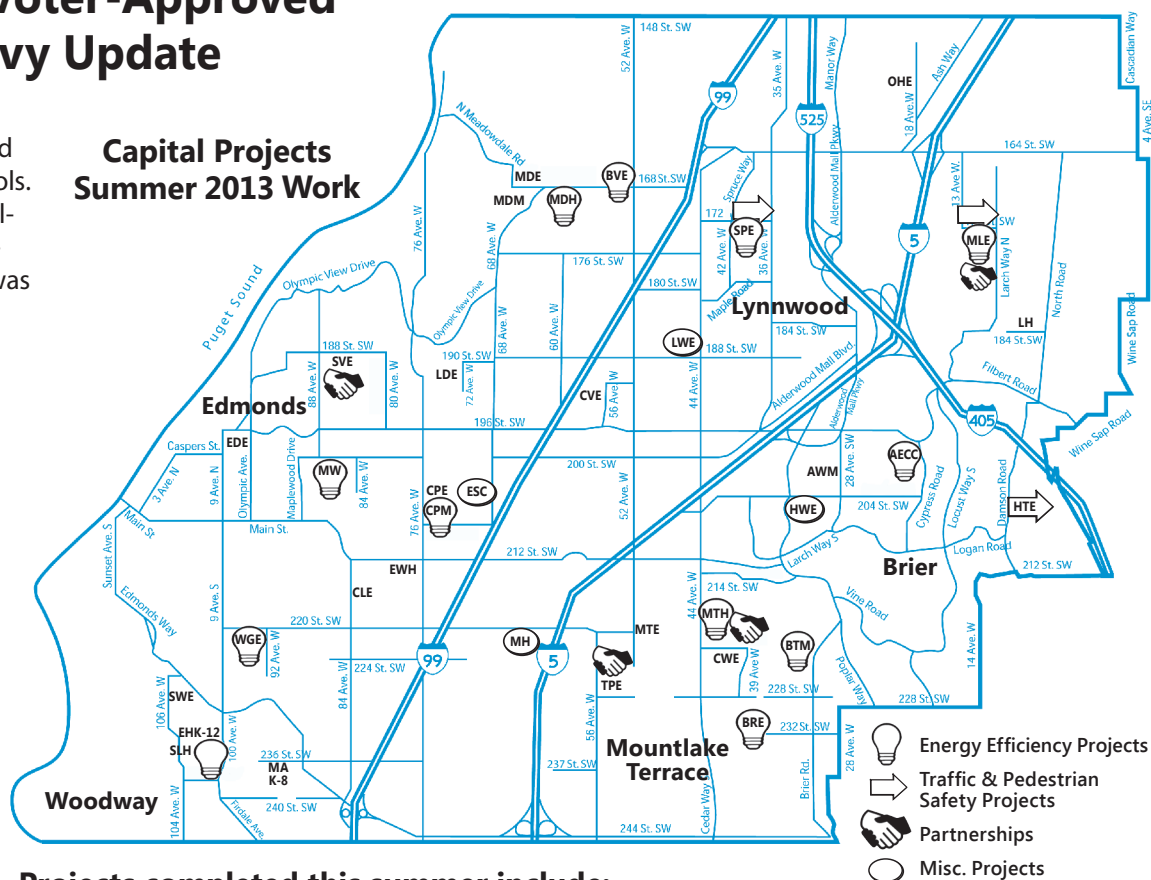 Voter-Approved
vy Update
d
ols.
l-
was
Capital Projects
Summer 2013 Work
148 St. SW
52 Ave. W
99
35 Ave. W
525
Manor Way
OHE
18 Ave. W
Ash Way
Cascadian Way
4 Ave. SE
164 St. SW
N Meadowdale Rd
MDE
BVE
168 St. SW
MDM
MDH
Spruce Way
Alderwood Mall Pkwy.
13 Ave. W.
76 Ave. W
172
SPE
SW
5
MLE
68 Ave. W
42 Ave. W
36 Ave. W
Larch Way N
North Road
176 St. SW
Puget Sound
Olympic View Drive
180 St. SW
Maple Road
Lynnwood
Olympic View Drive
68 Ave. W
60 Ave. W
184 St. SW
LH
184 St. SW
Wine Sap Road
188 St. SW
SVE
190 St. SW
LWE
188 St. SW
Alderwood Mall Blvd.
88 Ave. W
80 Ave. W
LDE
72 Ave. W
CVE
56 Ave. W
44 Ave. W
Alderwood
Mall Pkwy
Filbert Road
Edmonds
196 St. SW
405
Wine Sap Road
Caspers St.
EDE
3 Ave. N
9 Ave. N
Olympic Ave.
Maplewood Drive
MW
84 Ave. W
200 St. SW
AWM
28 Ave. SW
AECC
CPE
ESC
CPM
76 Ave. W
52 Ave. W
HWE
204 St. SW
Cypress Road
Locust Way S
Damson Road
HTE
Main St
Main St.
Sunset Ave. S
212 St. SW
Larch Way S
Logan Road
Brier
212 St. SW
EWH
CLE
Edmonds Way
9 Ave. S
44 Ave. W
214 St. SW
Vine Road
220 St. SW
MTH
MTE
WGE
92 Ave. W
99
MH
5
BTM
14 Ave. W
224 St. SW
TPE
CWE
39 Ave W
Poplar Way
84 Ave. W
SWE
106 Ave. W
228 St. SW
228 St. SW
56 Ave. W
EHK-12
SLH
100 Ave. W
BRE
232 St. SW
28 Ave. W
236 St. SW
MA
K-8
237 St. SW
Mountlake
Terrace
Brier Rd.
Woodway
104 Ave. W
240 St. SW
Firdale Ave.
Cedar Way
244 St. SW
Energy Efficiency Projects
Traffic & Pedestrian
Safety Projects
Partnerships
Misc. Projects
Projects completed this summer include: